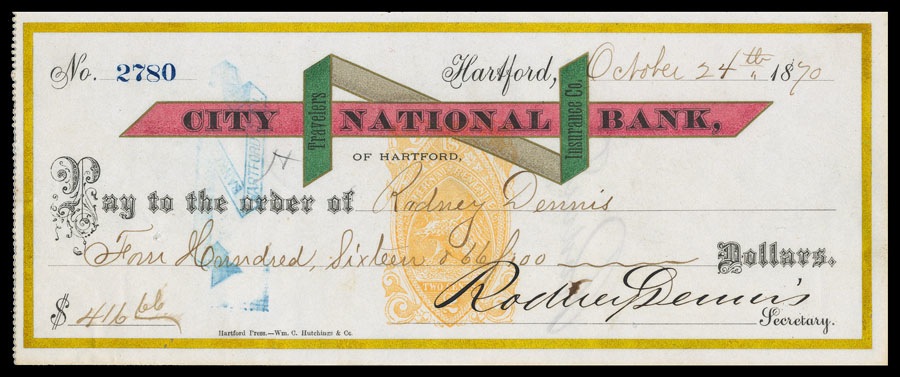 No. 2780 Hartford, October 24th 1870
CITY NATIONAL BANK,
Travelers
Insurance Co.
OF HARTFORD,
Pay to the order of Rodney Dennis
Four Hundred, Sixteen & 66/100 Dollars.
$ 416 66 Rodney Dennis
Secretary.
Hartford Press.—Wm. C. Hutchings & Co.